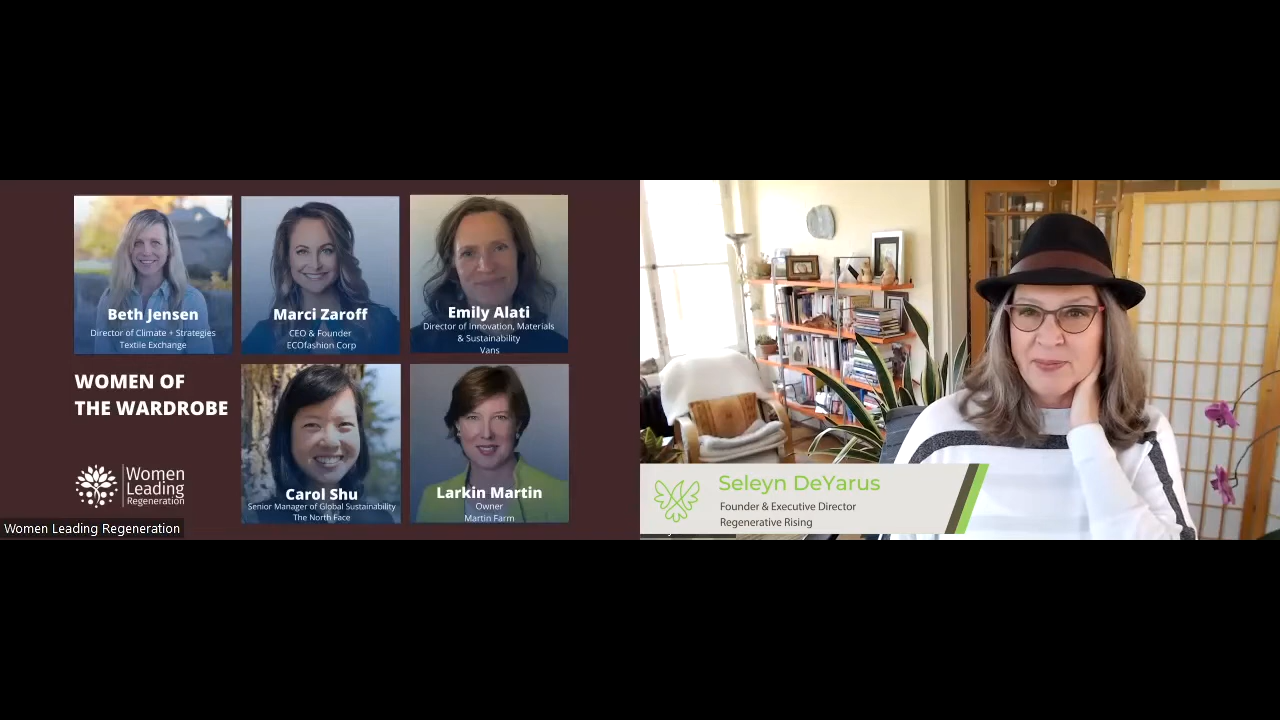 Beth Jensen
Director of Climate + Strategies
Textile Exchange
Marci Zaroff
CEO & Founder
ECOfashion Corp
Emily Alati
Director of Innovation, Materials
& Sustainability
Vans
WOMEN OF
THE WARDROBE
Carol Shu
Senior Manager of Global Sustainability
The North Face
Larkin Martin
Owner
Martin Farm
Women
Leading
Regeneration
Women Leading Regeneration
Seleyn DeYarus
Founder & Executive Director
Regenerative Rising